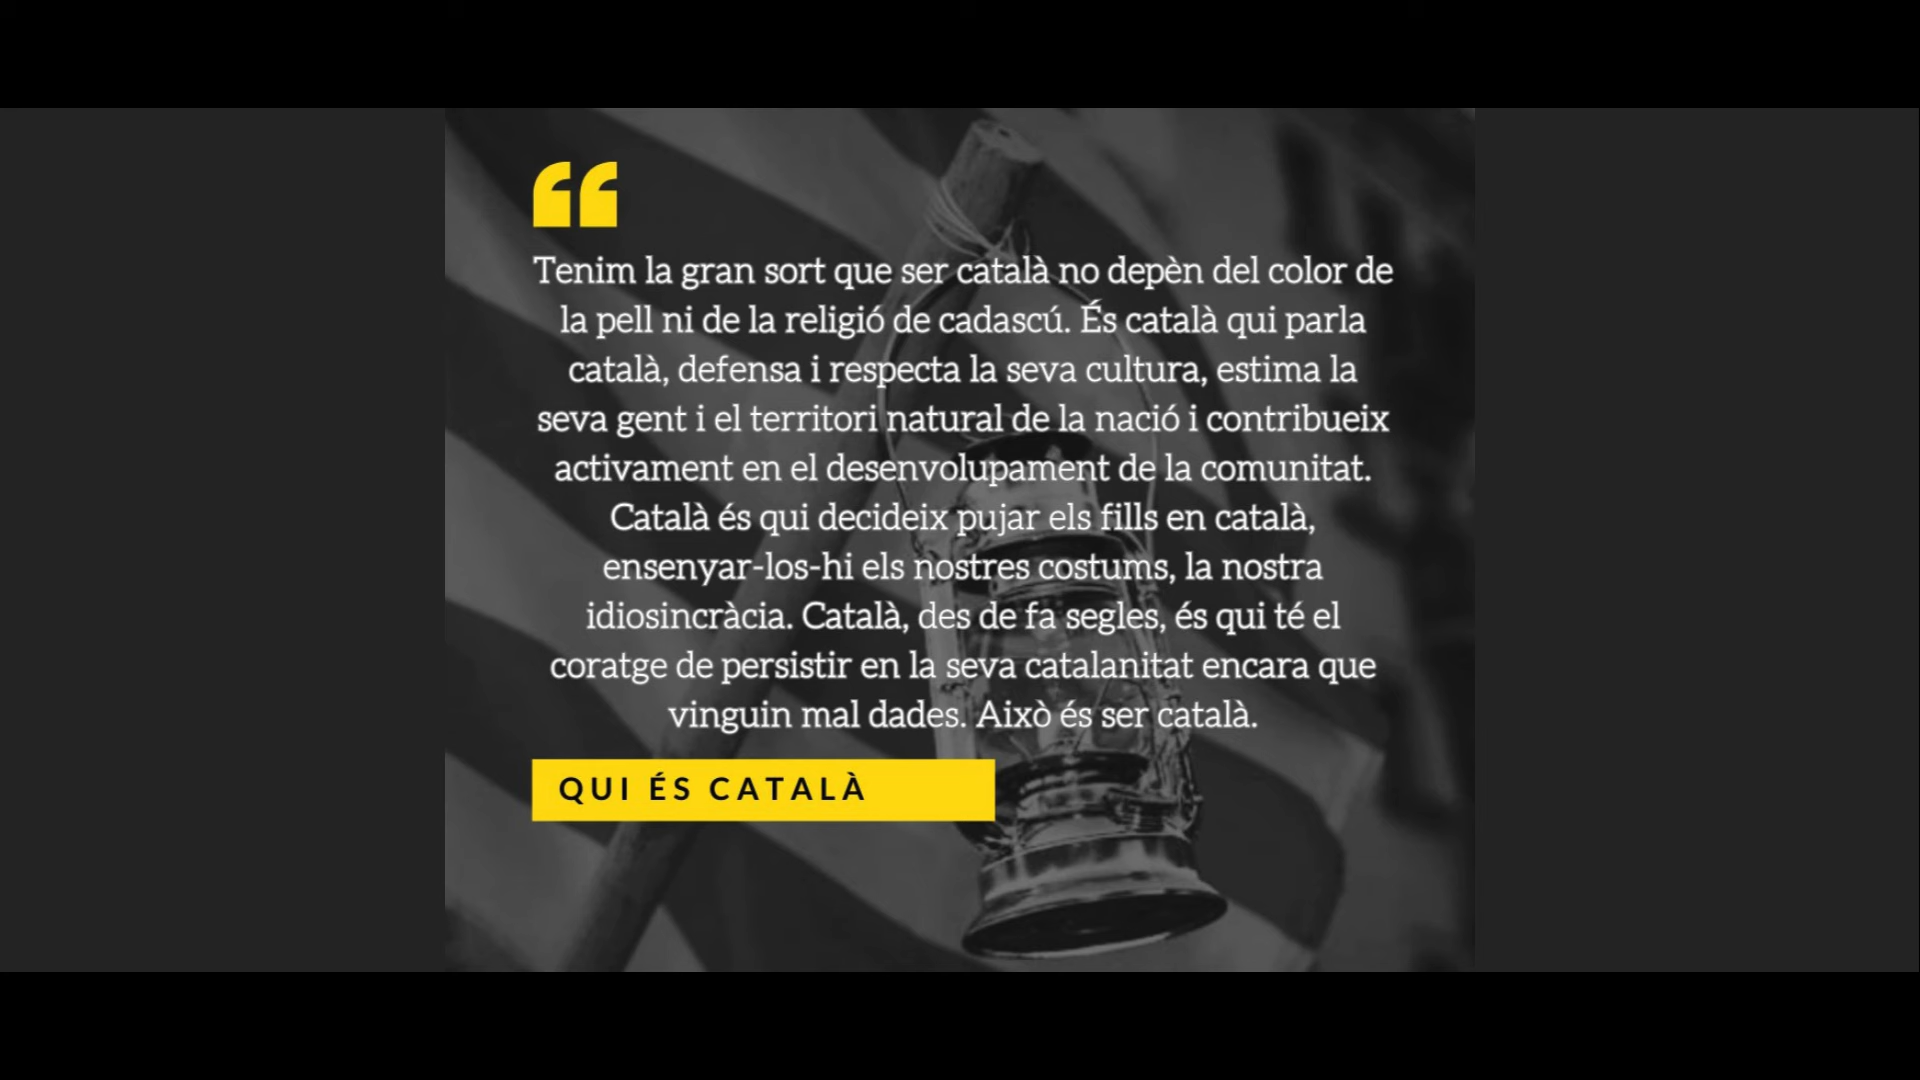 Tenim la gran sort que ser català no depèn del color de
la pell ni de la religió de cadascú. És català qui parla
català, defensa i respecta la seva cultura, estima la
seva gent i el territori natural de la nació i contribueix
activament en el desenvolupament de la comunitat.
Català és qui decideix pujar els fills en català,
ensenyar-los-hi els nostres costums, la nostra
idiosincràcia. Català, des de fa segles, és qui té el
coratge de persistir en la seva catalanitat encara que
vinguin mal dades. Això és ser català.
QUI ÉS CATALÀ